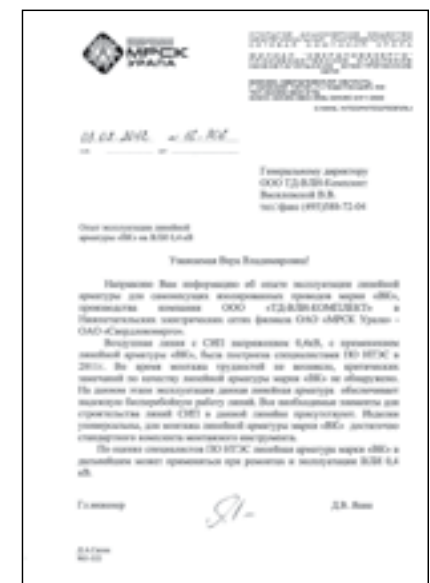 МРСК
УРАЛА
Генеральному директору
ООО ТД-ВЛИ-Комплект
В.В.
тел/факс (495)588-72-04
Опыт эксплуатации линейной
арматуры «ВК» на ВЛИ 0,4 кВ
Уважаемая Вера Владимировна!
Направляю Вам информацию об опыте эксплуатации линейной
арматуры для самонесущих изолированных проводов марки «ВК»,
производства компании ООО «ТД-ВЛИ-КОМПЛЕКТ» в
Нижнетагильских электрических сетях филиала ОАО «МРСК Урала» -
ОАО «Свердловэнерго».
Воздушная линия с СИП напряжением 0,4кВ, с применением
линейной арматуры «ВК», была построена специалистами ПО НТЭС в
2011г. Во время монтажа трудностей не возникло, критических
замечаний по качеству линейной арматуры марки «ВК» не обнаружено.
На данном этапе эксплуатации данная линейная арматура обеспечивает
надежную бесперебойную работу линий. Все необходимые элементы для
строительства линий СИП в данной линейке присутствуют. Изделия
универсальны, для монтажа линейной арматуры марки «ВК» достаточно
стандартного комплекта монтажного инструмента.
По оценке специалистов ПО НТЭС линейная арматура марки «ВК» в
дальнейшем может применяться при ремонтах и эксплуатации ВЛИ 0,4
кВ.
Гл.инженер
Д.В.